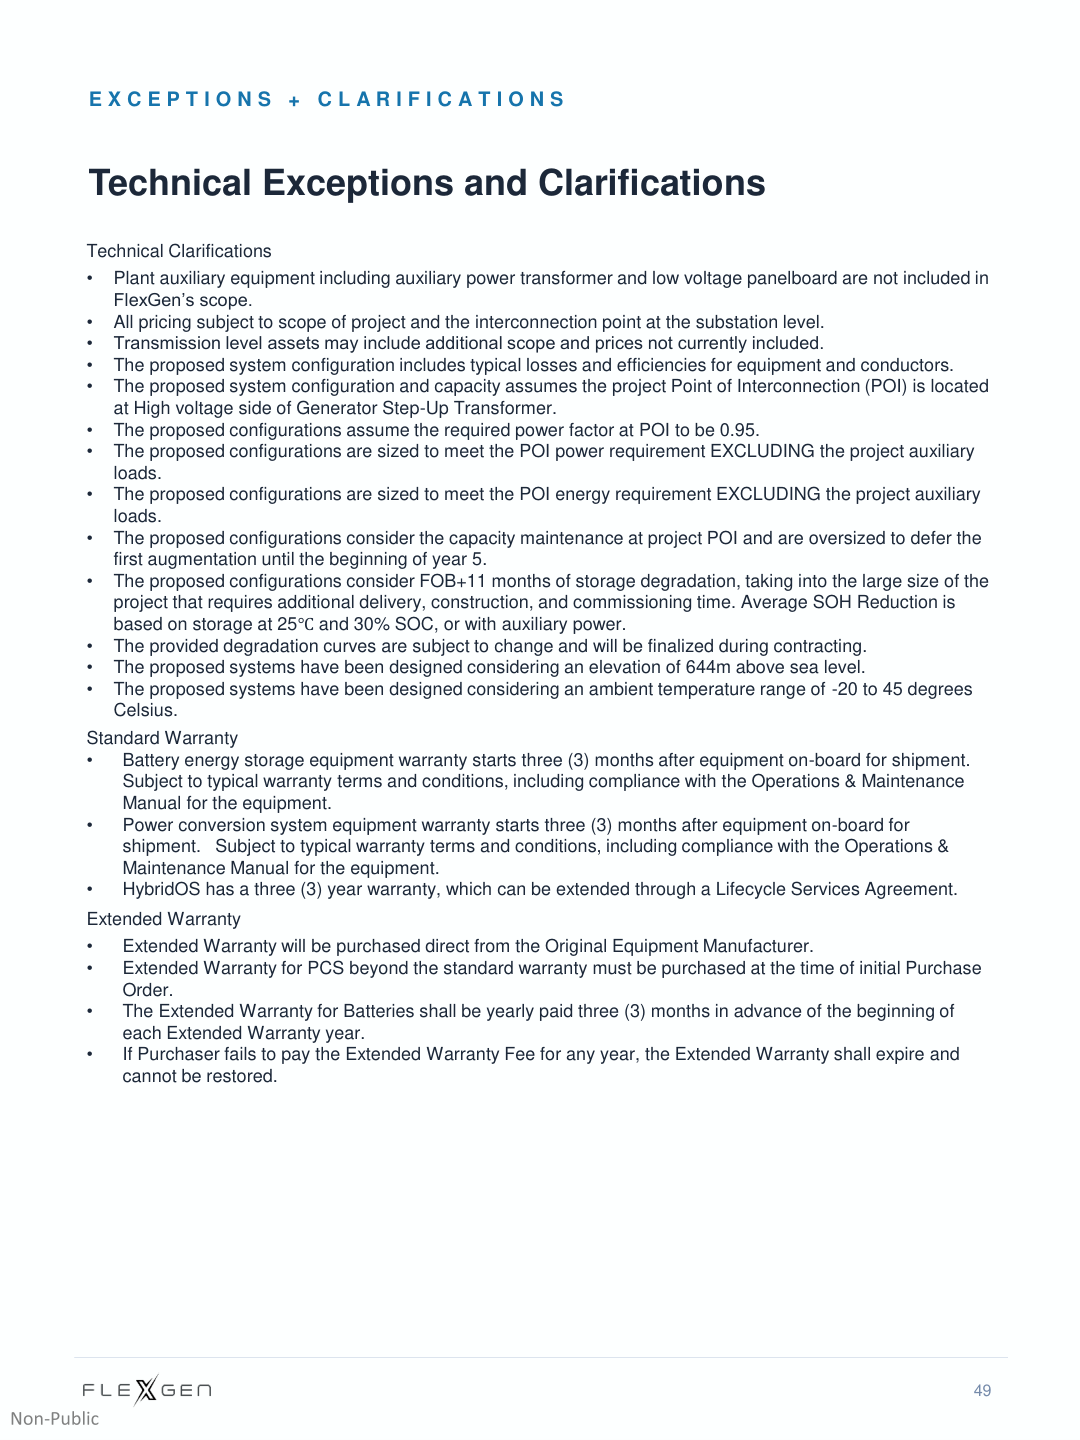 EXCEPTIONS + CLARIFICATIONS
Technical Exceptions and Clarifications
Technical Clarifications
• Plant auxiliary equipment including auxiliary power transformer and low voltage panelboard are not included in
FlexGen’s scope.
• All pricing subject to scope of project and the interconnection point at the substation level.
• Transmission level assets may include additional scope and prices not currently included.
• The proposed system configuration includes typical losses and efficiencies for equipment and conductors.
• The proposed system configuration and capacity assumes the project Point of Interconnection (POI) is located
at High voltage side of Generator Step-Up Transformer.
• The proposed configurations assume the required power factor at POI to be 0.95.
• The proposed configurations are sized to meet the POI power requirement EXCLUDING the project auxiliary
loads.
• The proposed configurations are sized to meet the POI energy requirement EXCLUDING the project auxiliary
loads.
• The proposed configurations consider the capacity maintenance at project POI and are oversized to defer the
first augmentation until the beginning of year 5.
• The proposed configurations consider FOB+11 months of storage degradation, taking into the large size of the
project that requires additional delivery, construction, and commissioning time. Average SOH Reduction is
based on storage at 25℃ and 30% SOC, or with auxiliary power.
• The provided degradation curves are subject to change and will be finalized during contracting.
• The proposed systems have been designed considering an elevation of 644m above sea level.
• The proposed systems have been designed considering an ambient temperature range of -20 to 45 degrees
Celsius.
Standard Warranty
• Battery energy storage equipment warranty starts three (3) months after equipment on-board for shipment.
Subject to typical warranty terms and conditions, including compliance with the Operations & Maintenance
Manual for the equipment.
• Power conversion system equipment warranty starts three (3) months after equipment on-board for
shipment. Subject to typical warranty terms and conditions, including compliance with the Operations &
Maintenance Manual for the equipment.
• HybridOS has a three (3) year warranty, which can be extended through a Lifecycle Services Agreement.
Extended Warranty
• Extended Warranty will be purchased direct from the Original Equipment Manufacturer.
• Extended Warranty for PCS beyond the standard warranty must be purchased at the time of initial Purchase
Order.
• The Extended Warranty for Batteries shall be yearly paid three (3) months in advance of the beginning of
each Extended Warranty year.
• If Purchaser fails to pay the Extended Warranty Fee for any year, the Extended Warranty shall expire and
cannot be restored.
FLEXGEN
49
Non-Public